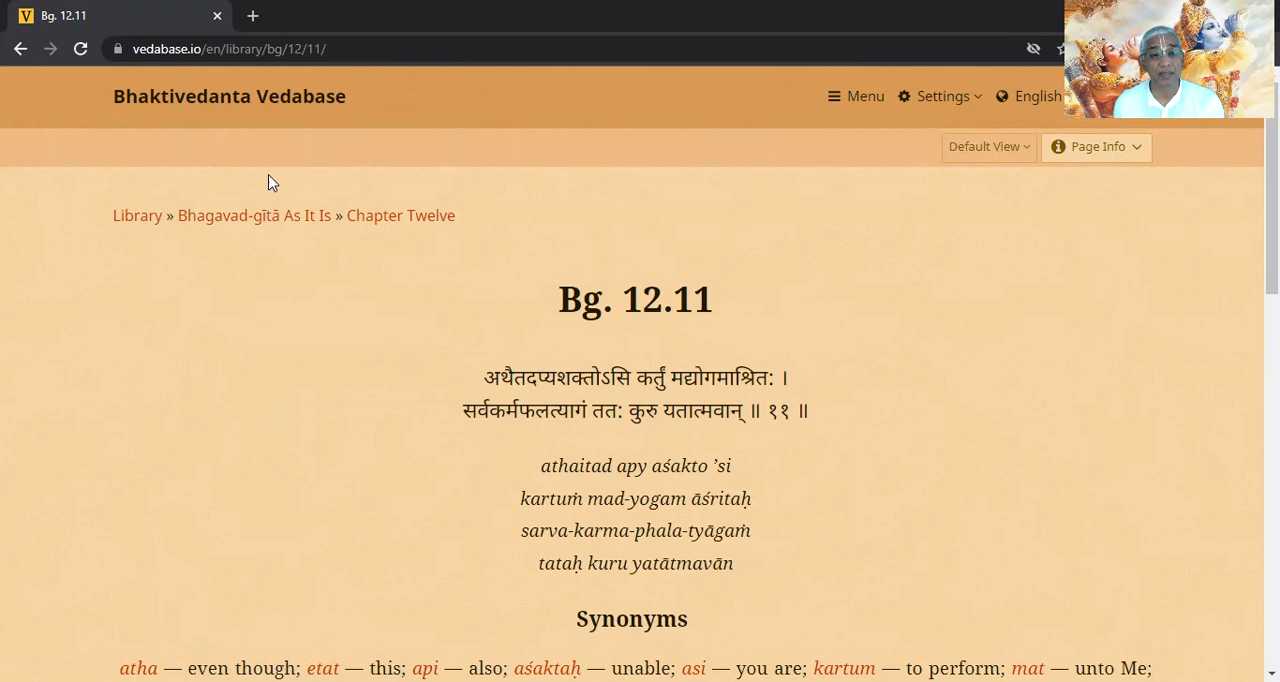 Bg. 12.11
vedabase.io/en/library/bg/12/11/
Bhaktivedanta Vedabase
Menu
Settings
English
Default View
Page Info
Library » Bhagavad-gītā As It Is » Chapter Twelve
Bg. 12.11
अथैतदप्यशक्तोऽसि कर्तुं मद्योगमाश्रितः ।
सर्वकर्मफलत्यागं ततः कुरु यतात्मवान् ॥ ११ ॥
athaitad apy aśakto ’si
kartuṁ mad-yogam āśritaḥ
sarva-karma-phala-tyāgaṁ
tataḥ kuru yatātmavān
Synonyms
atha — even though; etat — this; api — also; aśaktaḥ — unable; asi — you are; kartum — to perform; mat — unto Me;